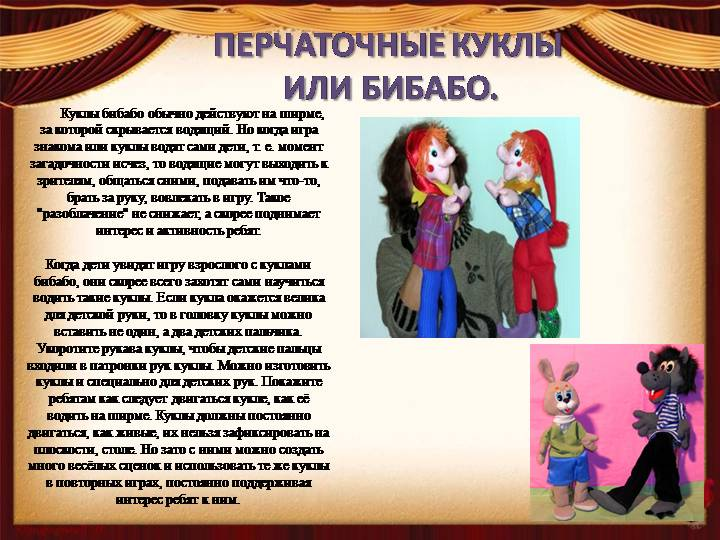 ПЕРЧАТОЧНЫЕ КУКЛЫ
ИЛИ БИБАБО.
Куклы бибабо обычно действуют на ширме,
за которой скрывается водящий. Но когда игра
знакома или куклы водят сами дети, т. е. момент
загадочности исчез, то водящие могут выходить к
зрителям, общаться с ними, подавать им что-то,
брать за руку, вовлекать в игру. Такое
"разоблачение" не снижает, а скорее поднимает
интерес и активность ребят.
Когда дети увидят игру взрослого с куклами
бибабо, они скорее всего захотят сами научиться
водить такие куклы. Если кукла окажется велика
для детской руки, то в головку куклы можно
вставить не один, а два детских пальчика.
Укоротите рукава куклы, чтобы детские пальцы
входили в патронки рук куклы. Можно изготовить
куклы и специально для детских рук. Покажите
ребятам как следует двигаться кукле, как её
водить на ширме. Куклы должны постоянно
двигаться, как живые, их нельзя зафиксировать на
плоскости, столе. Но зато с ними можно создать
много весёлых сценок и использовать те же куклы
в повторных играх, постоянно поддерживая
интерес ребят к ним.